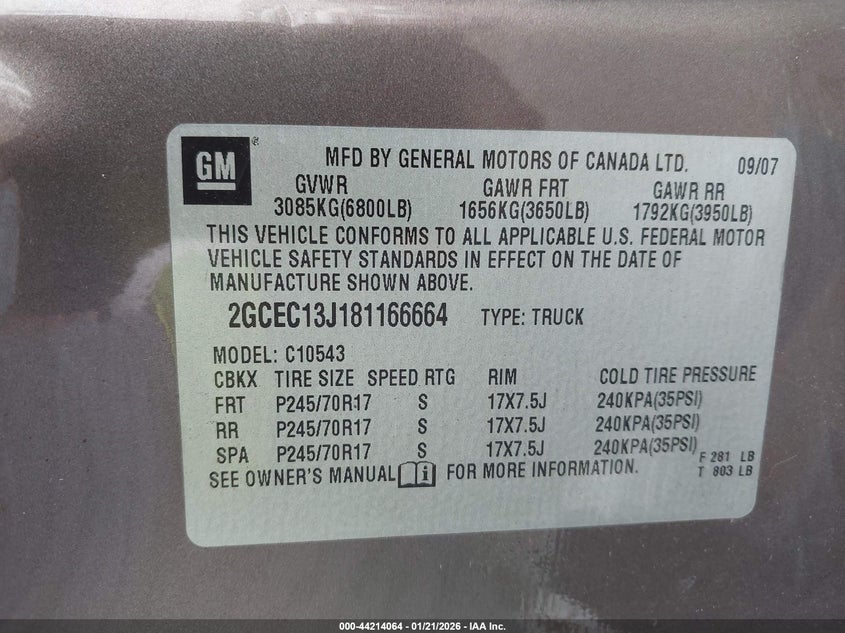 GM
MFD BY GENERAL MOTORS OF CANADA LTD. 09/07
GVWR GAWR FRT GAWR RR
3085KG(6800LB) 1656KG(3650LB) 1792KG(3950LB)
THIS VEHICLE CONFORMS TO ALL APPLICABLE U.S. FEDERAL MOTOR
VEHICLE SAFETY STANDARDS IN EFFECT ON THE DATE OF
MANUFACTURE SHOWN ABOVE.
2GCEC13J181166664 TYPE: TRUCK
MODEL: C10543
CBKX TIRE SIZE SPEED RTG RIM COLD TIRE PRESSURE
FRT P245/70R17 S 17X7.5J 240KPA(35PSI)
RR P245/70R17 S 17X7.5J 240KPA(35PSI)
SPA P245/70R17 S 17X7.5J 240KPA(35PSI) F 281 LB
SEE OWNER'S MANUAL FOR MORE INFORMATION. T 803 LB
000-44214064 - 01/21/2026 - IAA Inc.